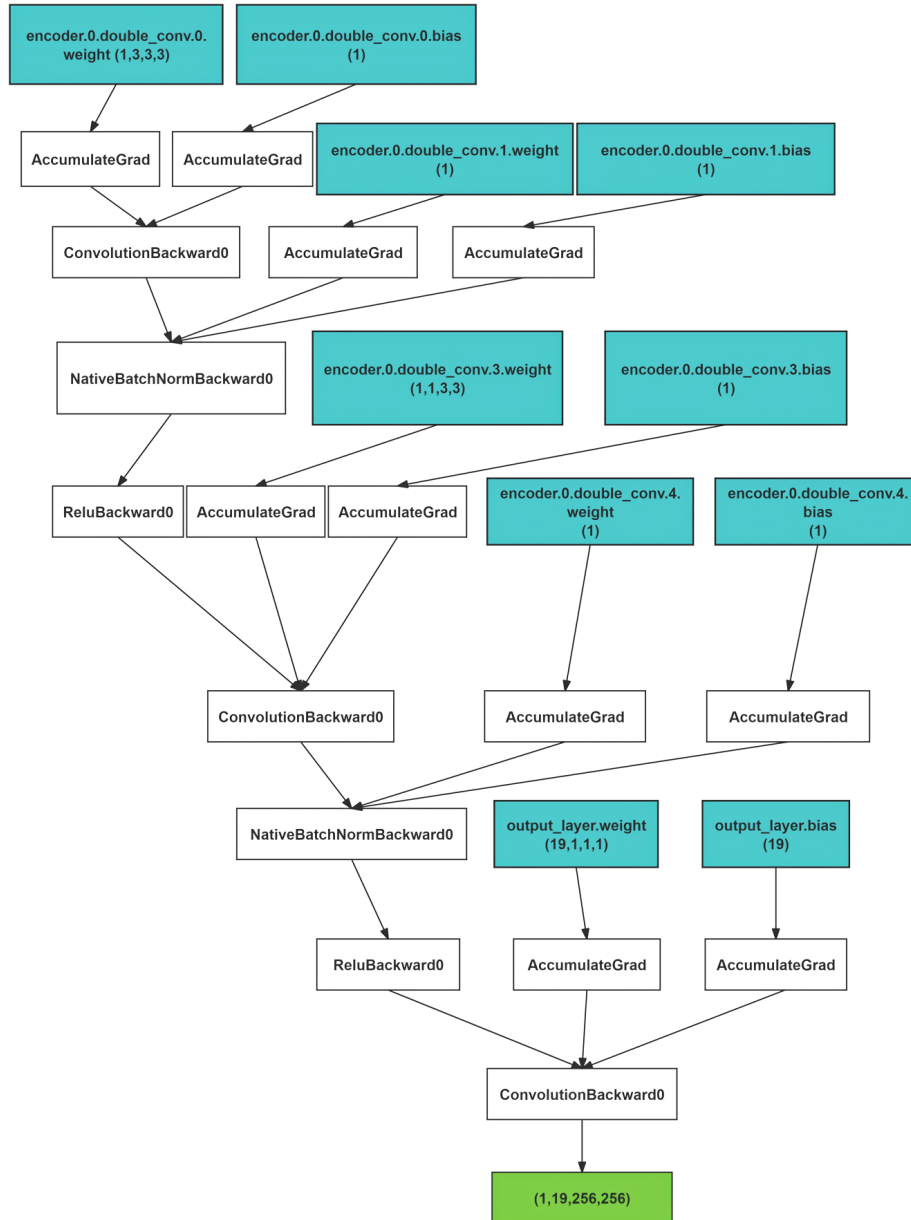 encoder.0.double_conv.0.
weight (1,3,3,3)
encoder.0.double_conv.0.bias
(1)
AccumulateGrad
AccumulateGrad
encoder.0.double_conv.1.weight
(1)
encoder.0.double_conv.1.bias
(1)
ConvolutionBackward0
AccumulateGrad
AccumulateGrad
NativeBatchNormBackward0
encoder.0.double_conv.3.weight
(1,1,3,3)
encoder.0.double_conv.3.bias
(1)
ReluBackward0
AccumulateGrad
AccumulateGrad
encoder.0.double_conv.4.
weight
(1)
encoder.0.double_conv.4.
bias
(1)
ConvolutionBackward0
AccumulateGrad
AccumulateGrad
NativeBatchNormBackward0
output_layer.weight
(19,1,1,1)
output_layer.bias
(19)
ReluBackward0
AccumulateGrad
AccumulateGrad
ConvolutionBackward0
(1,19,256,256)